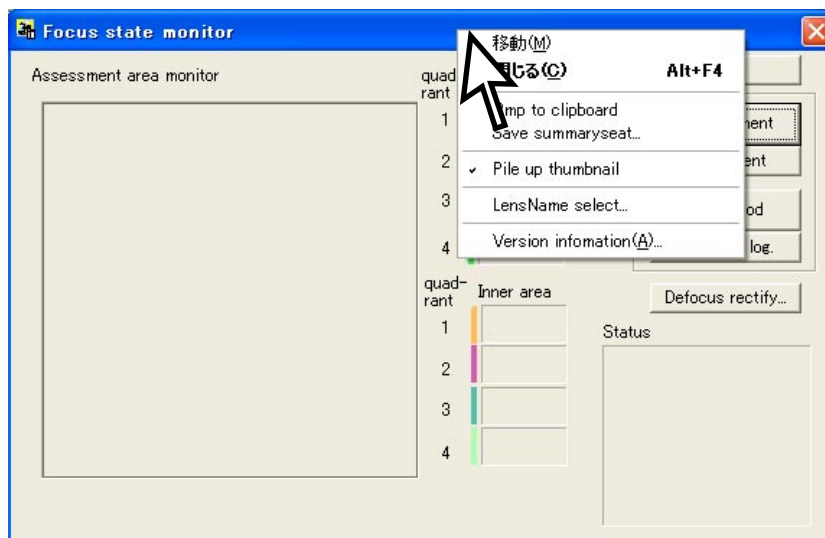 Focus state monitor
Assessment area monitor
quad
rant
1
2
3
4
移動(M)
じる(C) Alt+F4
mp to clipboard
Save summaryseat...
Pile up thumbnail
LensName select...
Version infomation(A)...
ent
ent
od
log.
quad-
rant
Inner area
1
2
3
4
Defocus rectify...
Status